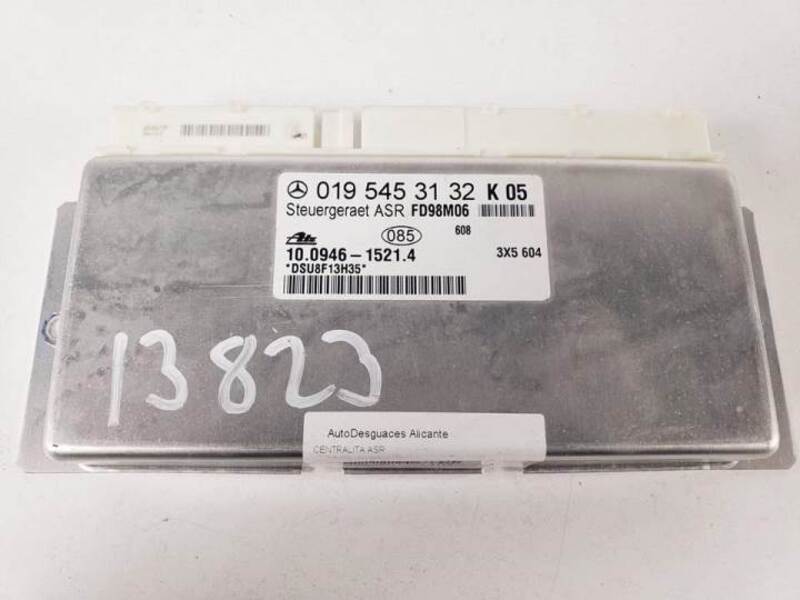 019 545 31 32 K 05
Steuergeraet ASR FD98M06
085 608
Ate
10.0946-1521.4 3X5 604
*DSU8F13H35*
13823
AutoDesguaces Alicante
CENTRALITA ASR